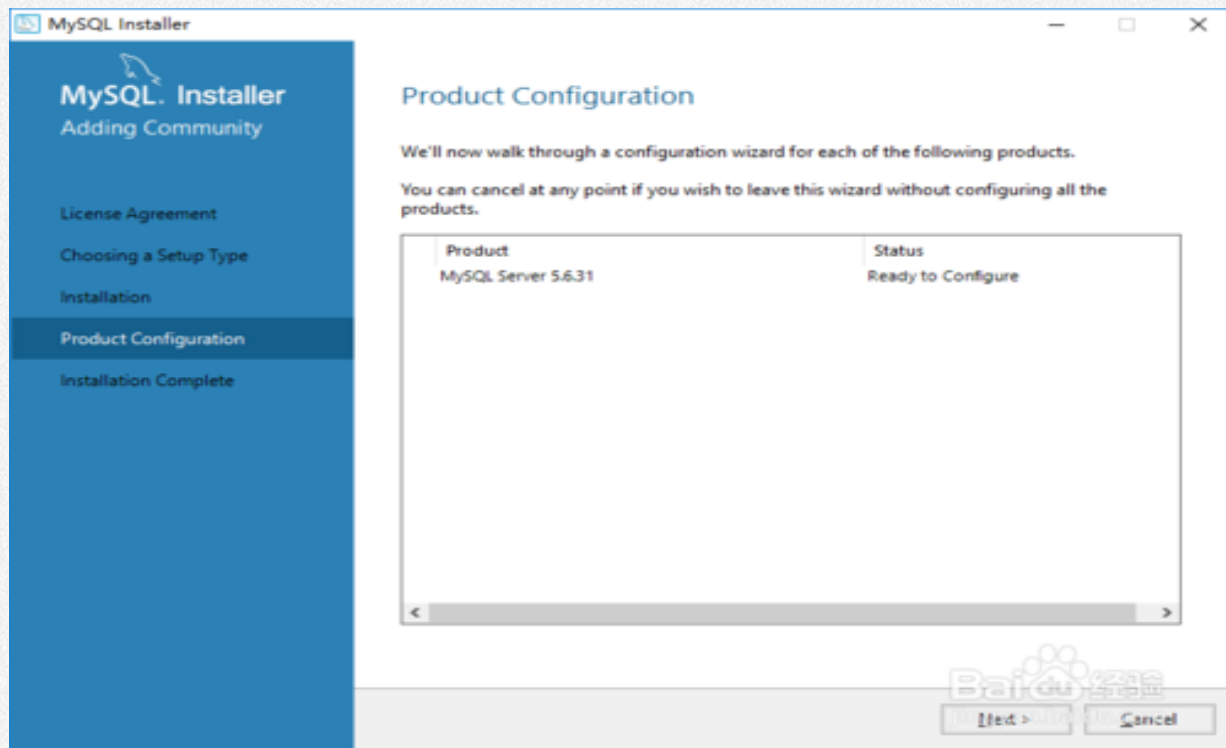 MySQL Installer
MySQL. Installer
Adding Community
License Agreement
Choosing a Setup Type
Installation
Product Configuration
Installation Complete
Product Configuration
We'll now walk through a configuration wizard for each of the following products.
You can cancel at any point if you wish to leave this wizard without configuring all the
products.
Product Status
MySQL Server 5.6.31 Ready to Configure
Baidu 经验
Next > Cancel